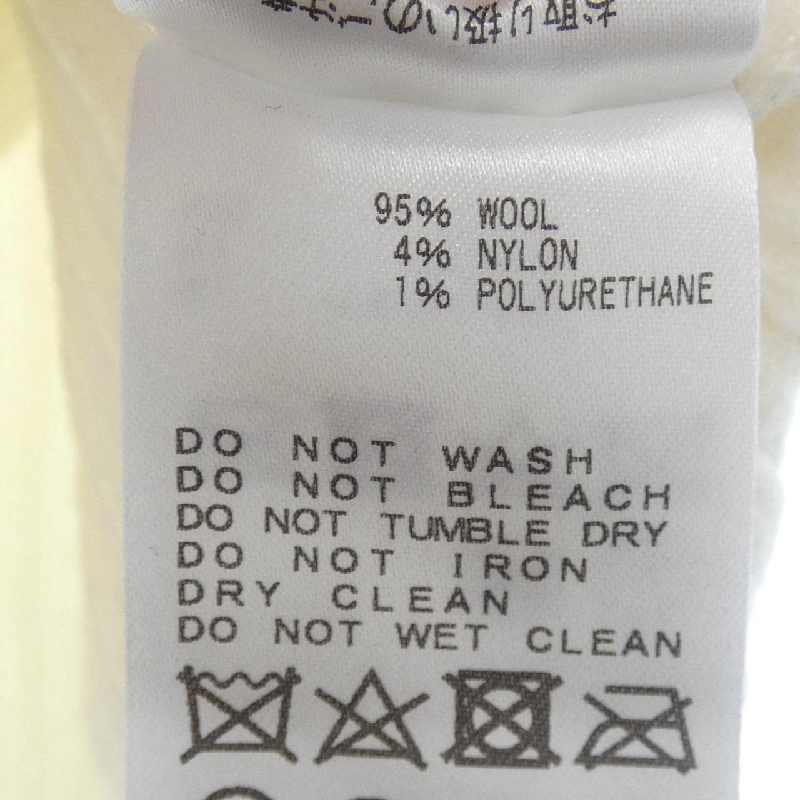 95% WOOL
4% NYLON
1% POLYURETHANE
DO NOT WASH
DO NOT BLEACH
DO NOT TUMBLE DRY
DO NOT IRON
DRY CLEAN
DO NOT WET CLEAN